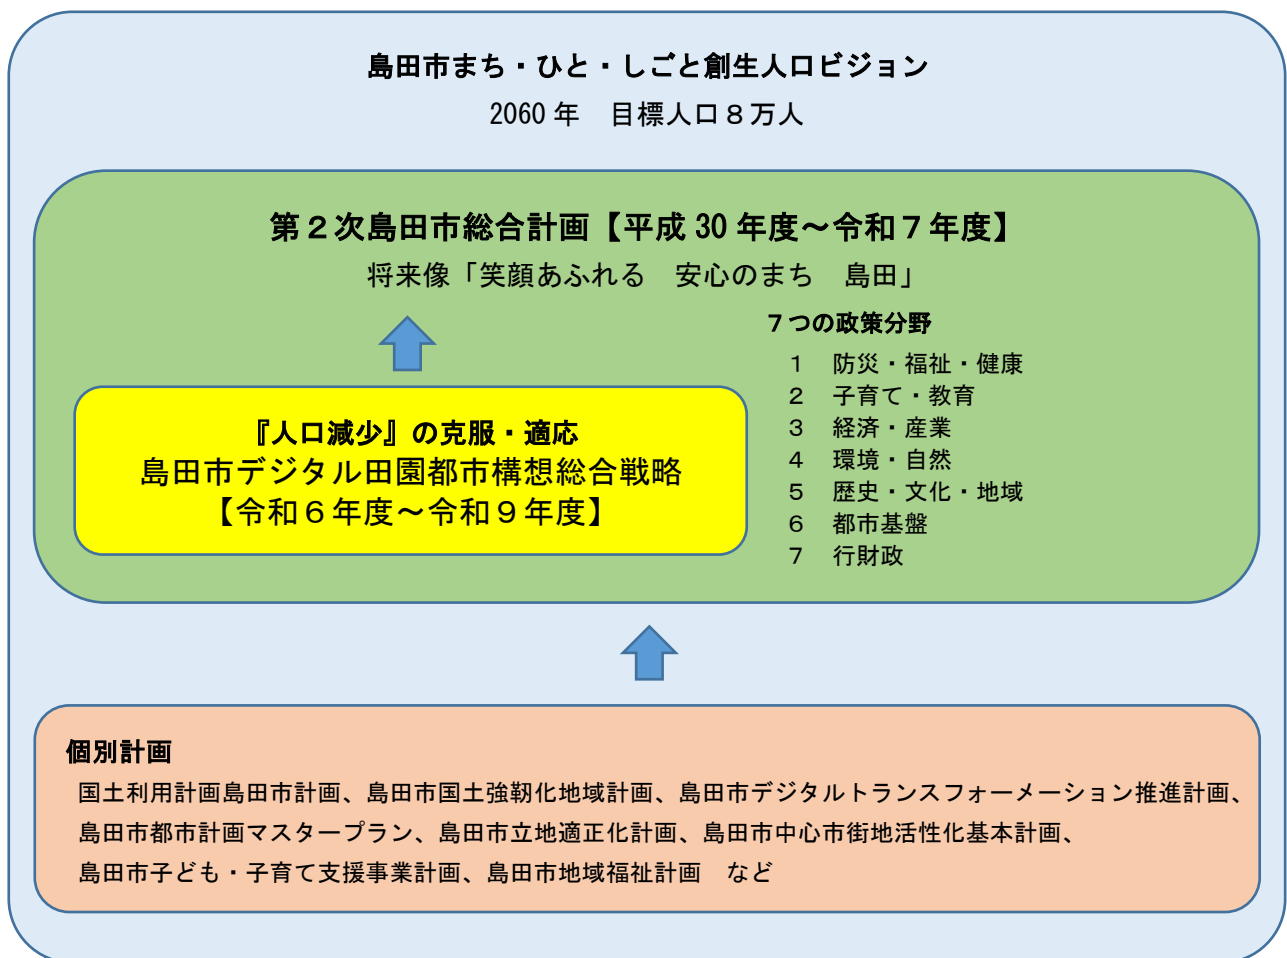 島田市まち・ひと・しごと創生人口ビジョン
2060 年　目標人口８万人
第２次島田市総合計画【平成 30 年度～令和７年度】
将来像「笑顔あふれる　安心のまち　島田」
７つの政策分野
１　防災・福祉・健康
２　子育て・教育
３　経済・産業
４　環境・自然
５　歴史・文化・地域
６　都市基盤
７　行財政
『人口減少』の克服・適応
島田市デジタル田園都市構想総合戦略
【令和６年度～令和９年度】
個別計画
国土利用計画島田市計画、島田市国土強靱化地域計画、島田市デジタルトランスフォーメーション推進計画、
島田市都市計画マスタープラン、島田市立地適正化計画、島田市中心市街地活性化基本計画、
島田市子ども・子育て支援事業計画、島田市地域福祉計画　など